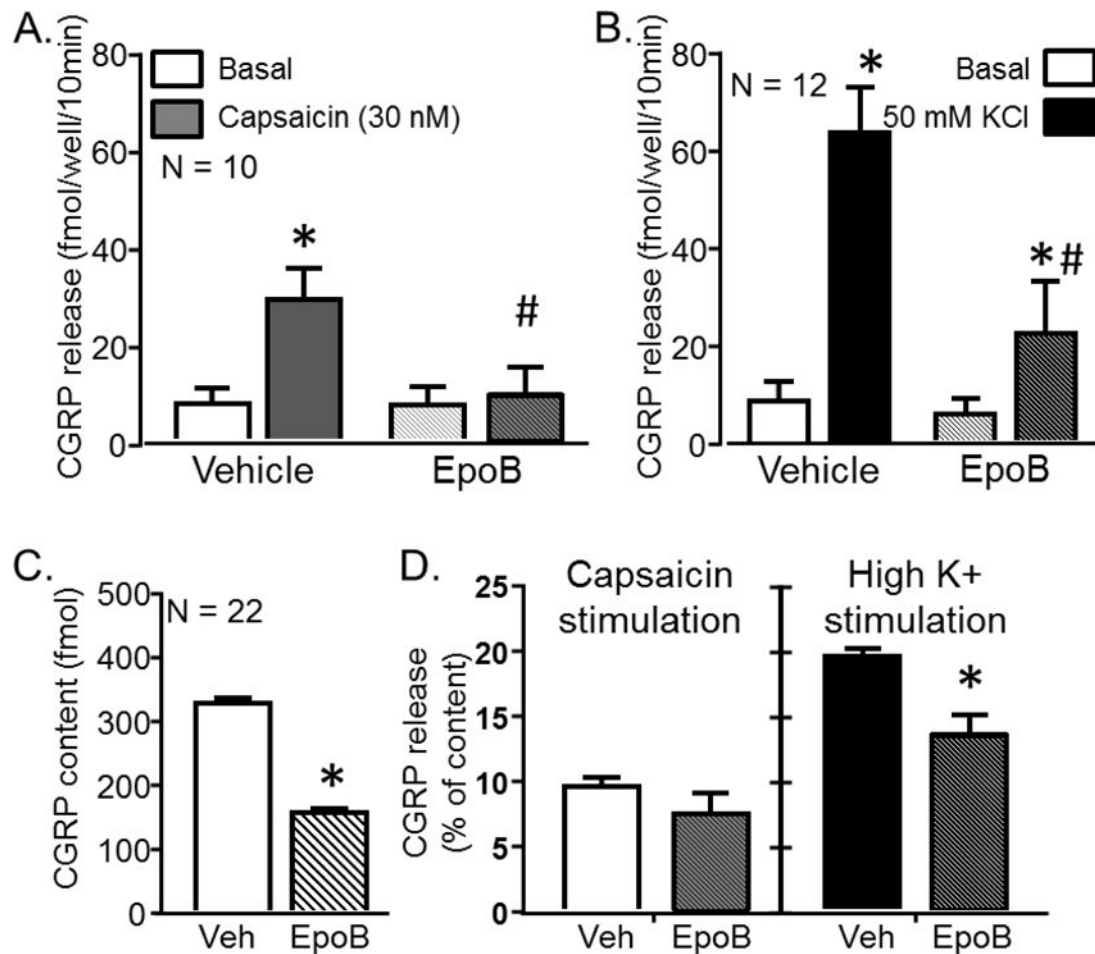 A.
CGRP release (fmol/well/10min)
80
60
40
20
0
Basal
Capsaicin (30 nM)
N = 10
*
#
Vehicle
EpoB
B.
CGRP release (fmol/well/10min)
80
60
40
20
0
N = 12
Basal
50 mM KCl
*
*#
Vehicle
EpoB
C.
CGRP content (fmol)
500
400
300
200
100
0
N = 22
*
Veh
EpoB
D.
CGRP release
(% of content)
25
20
15
10
5
0
Capsaicin
stimulation
High K+
stimulation
*
Veh
EpoB
Veh
EpoB